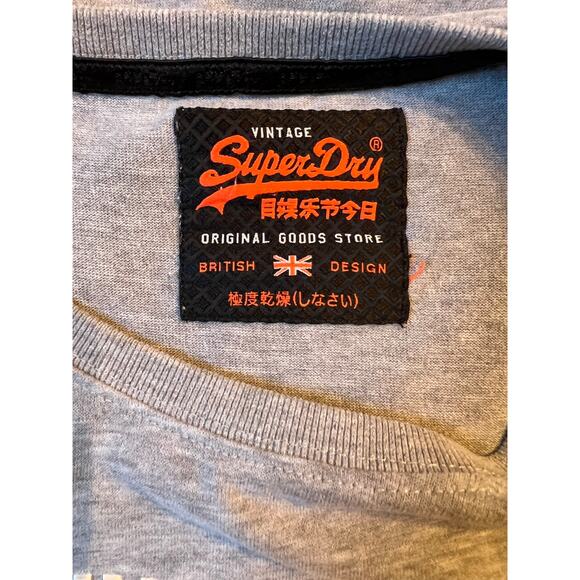 VINTAGE
SuperDry®
目娱乐节今日
ORIGINAL GOODS STORE
BRITISH DESIGN
極度乾燥(しなさい)